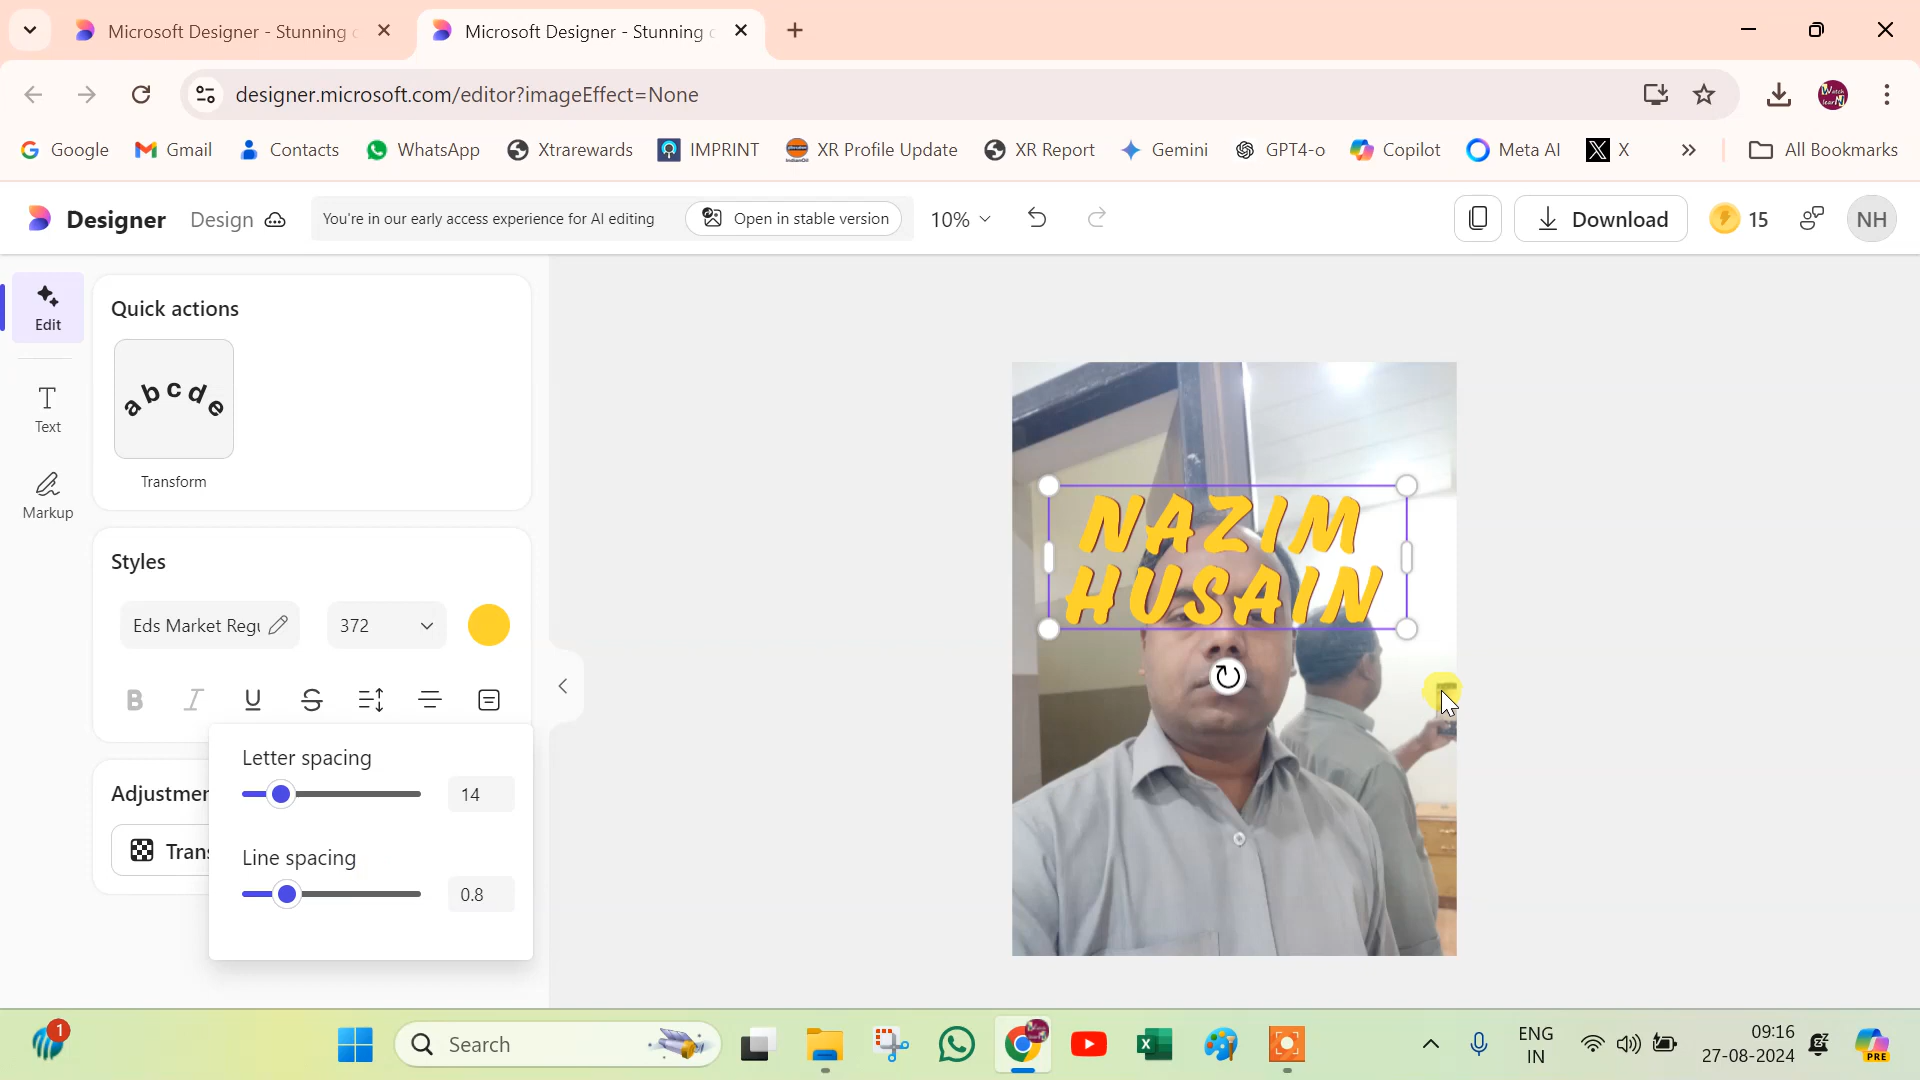 Microsoft Designer - Stunning
Microsoft Designer - Stunning
designer.microsoft.com/editor?imageEffect=None
Google
Gmail
Contacts
WhatsApp
Xtrarewards
IMPRINT
XR Profile Update
XR Report
Gemini
GPT4-o
Copilot
Meta AI
X
All Bookmarks
Designer
Design
You're in our early access experience for AI editing
Open in stable version
10%
Download
15
NH
Edit
Text
Markup
Quick actions
abcde
Transform
Styles
Eds Market Regu
372
B I U S
Letter spacing
14
Adjustmen
Trans
Line spacing
0.8
NAZIM
HUSAIN
1
Search
ENG
IN
09:16
27-08-2024
PRE